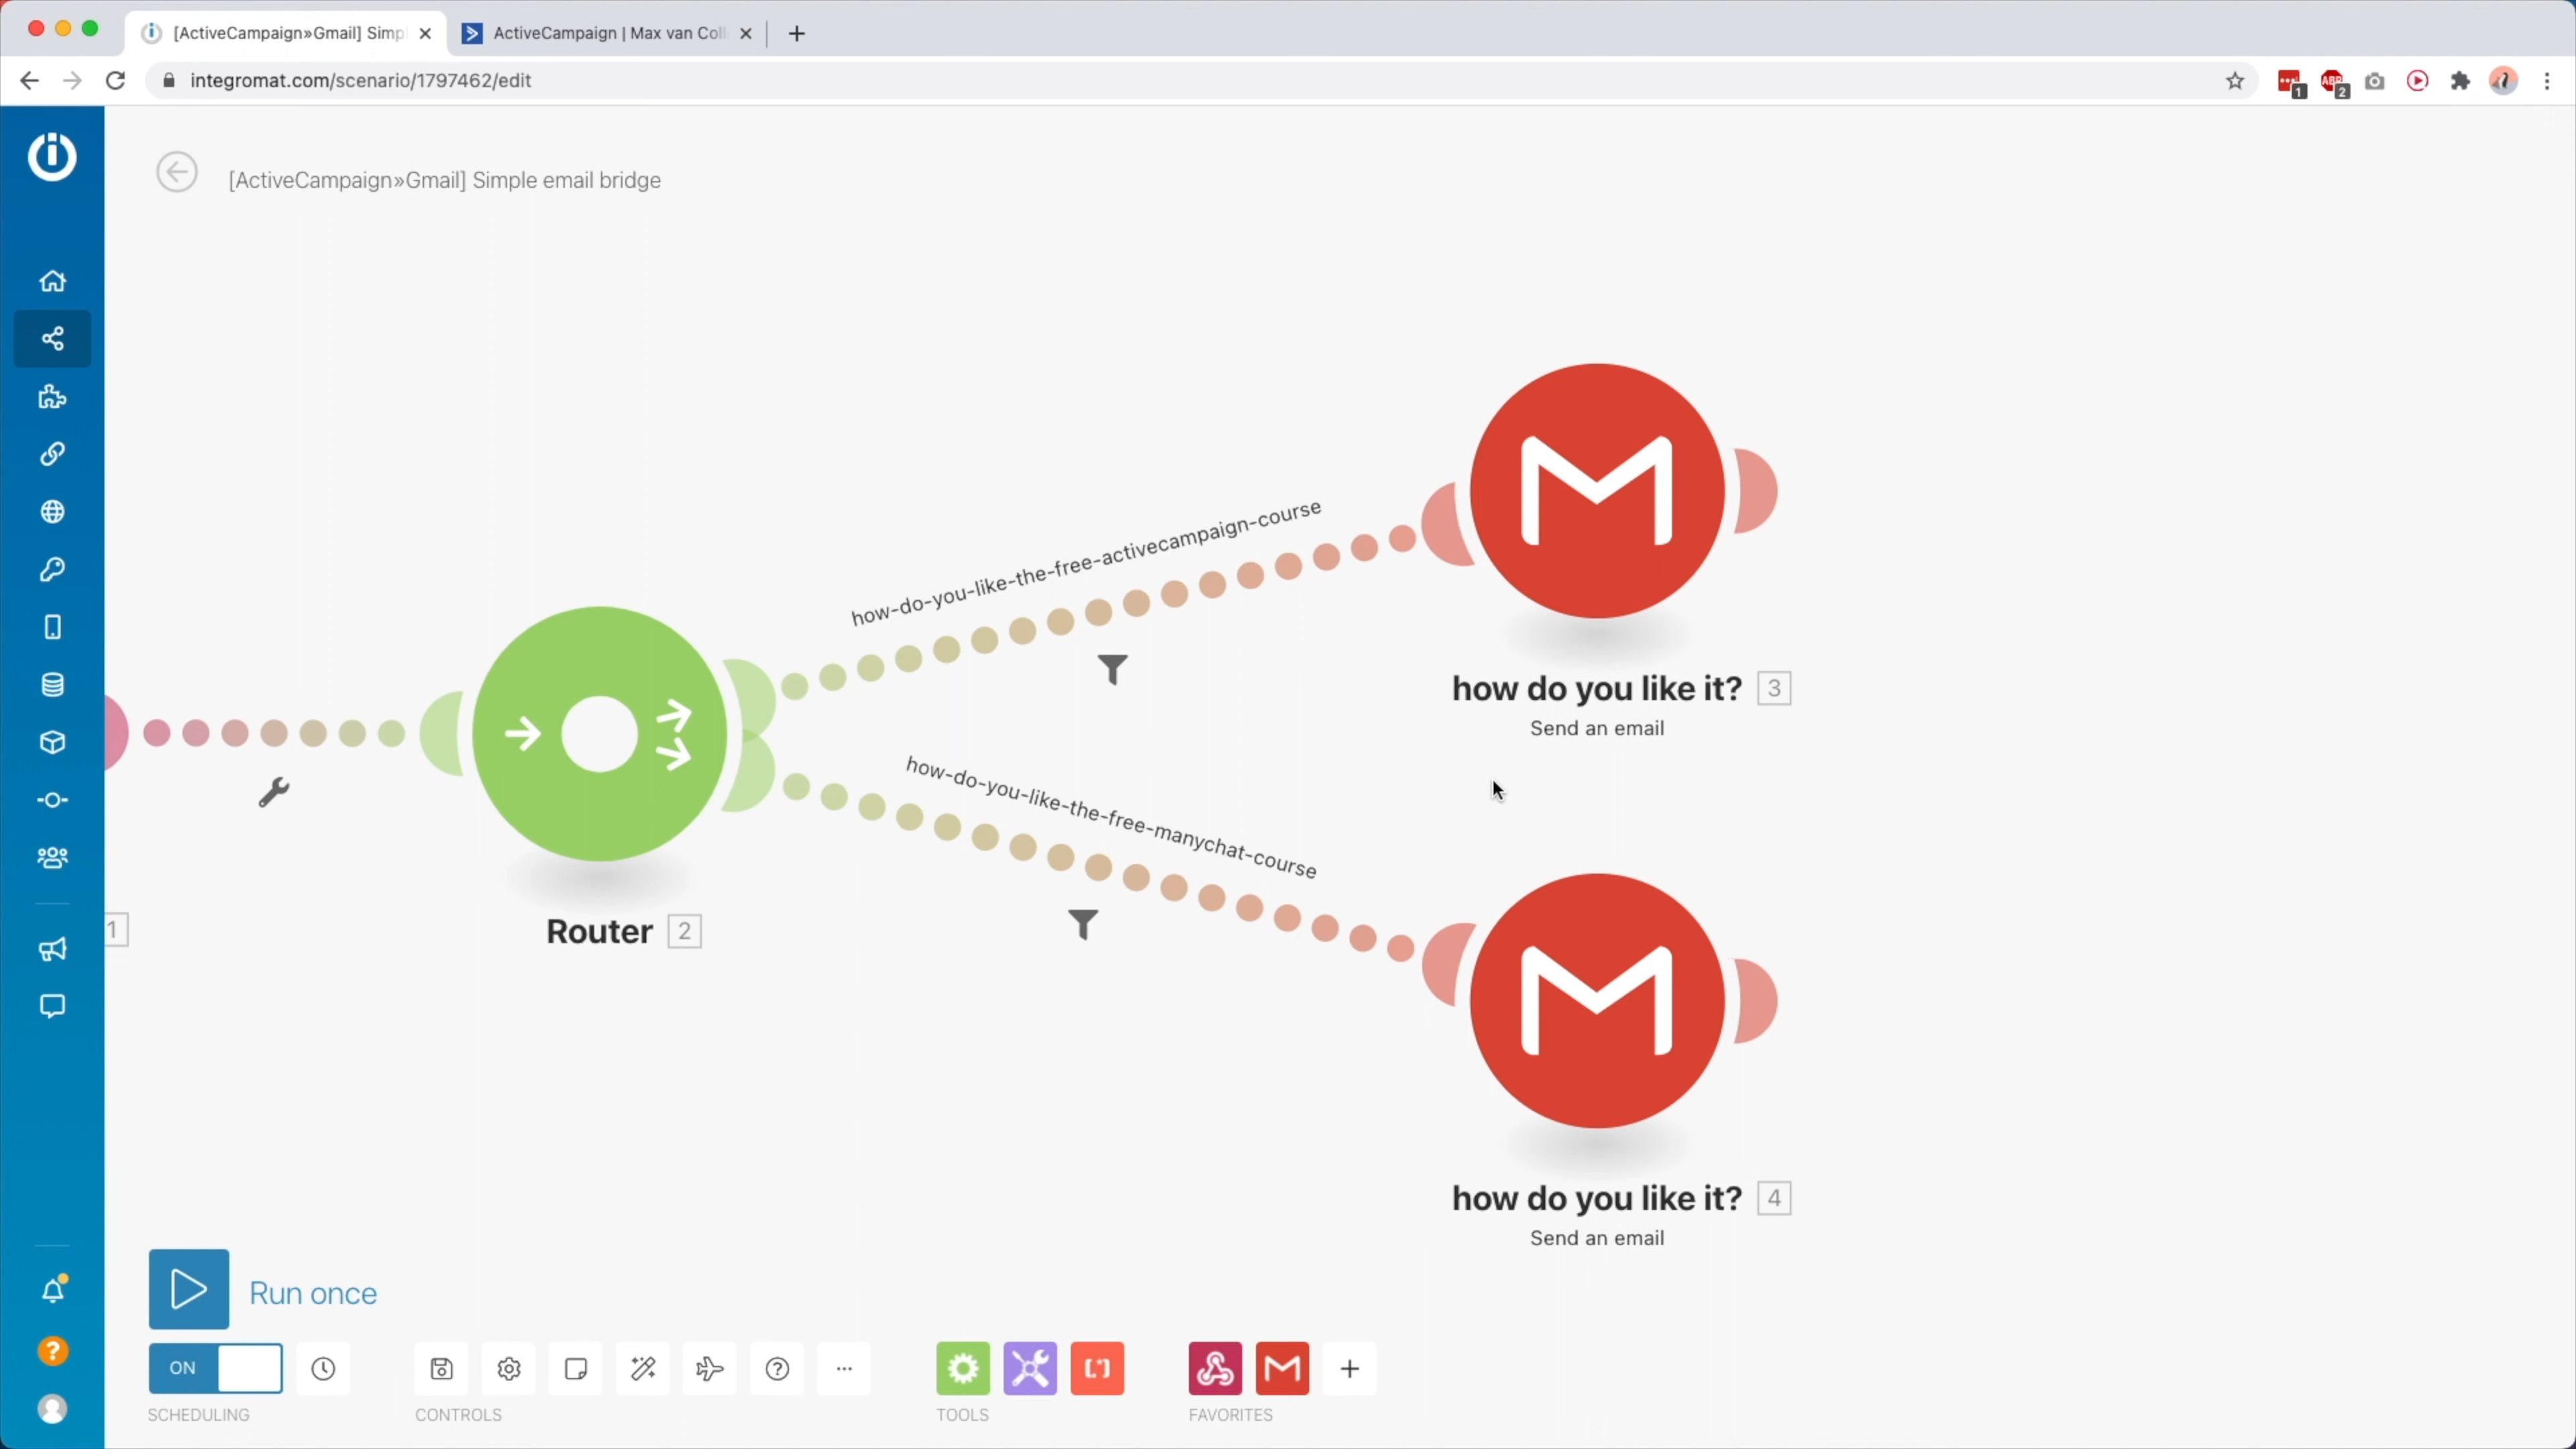 [ActiveCampaign»Gmail] Simp
ActiveCampaign | Max van Coll
integromat.com/scenario/1797462/edit
1
ABP
2
[ActiveCampaign»Gmail] Simple email bridge
how-do-you-like-the-free-activecampaign-course
how do you like it? 3
Send an email
how-do-you-like-the-free-manychat-course
1
Router 2
how do you like it? 4
Send an email
Run once
ON
SCHEDULING
CONTROLS
TOOLS
FAVORITES